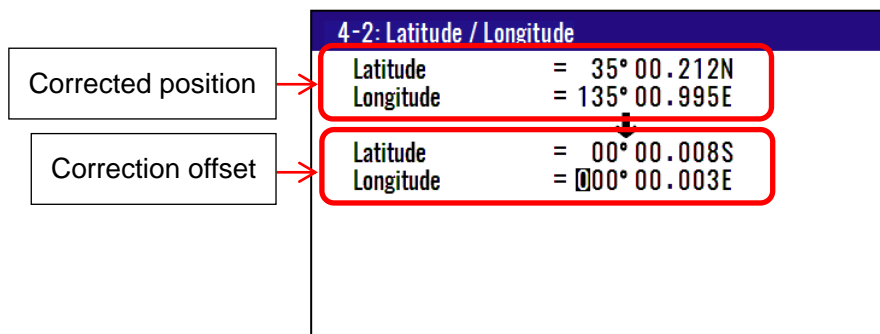 4-2: Latitude / Longitude
Corrected position
Latitude = 35° 00.212N
Longitude = 135° 00.995E
Correction offset
Latitude = 00° 00.008S
Longitude = 000° 00.003E